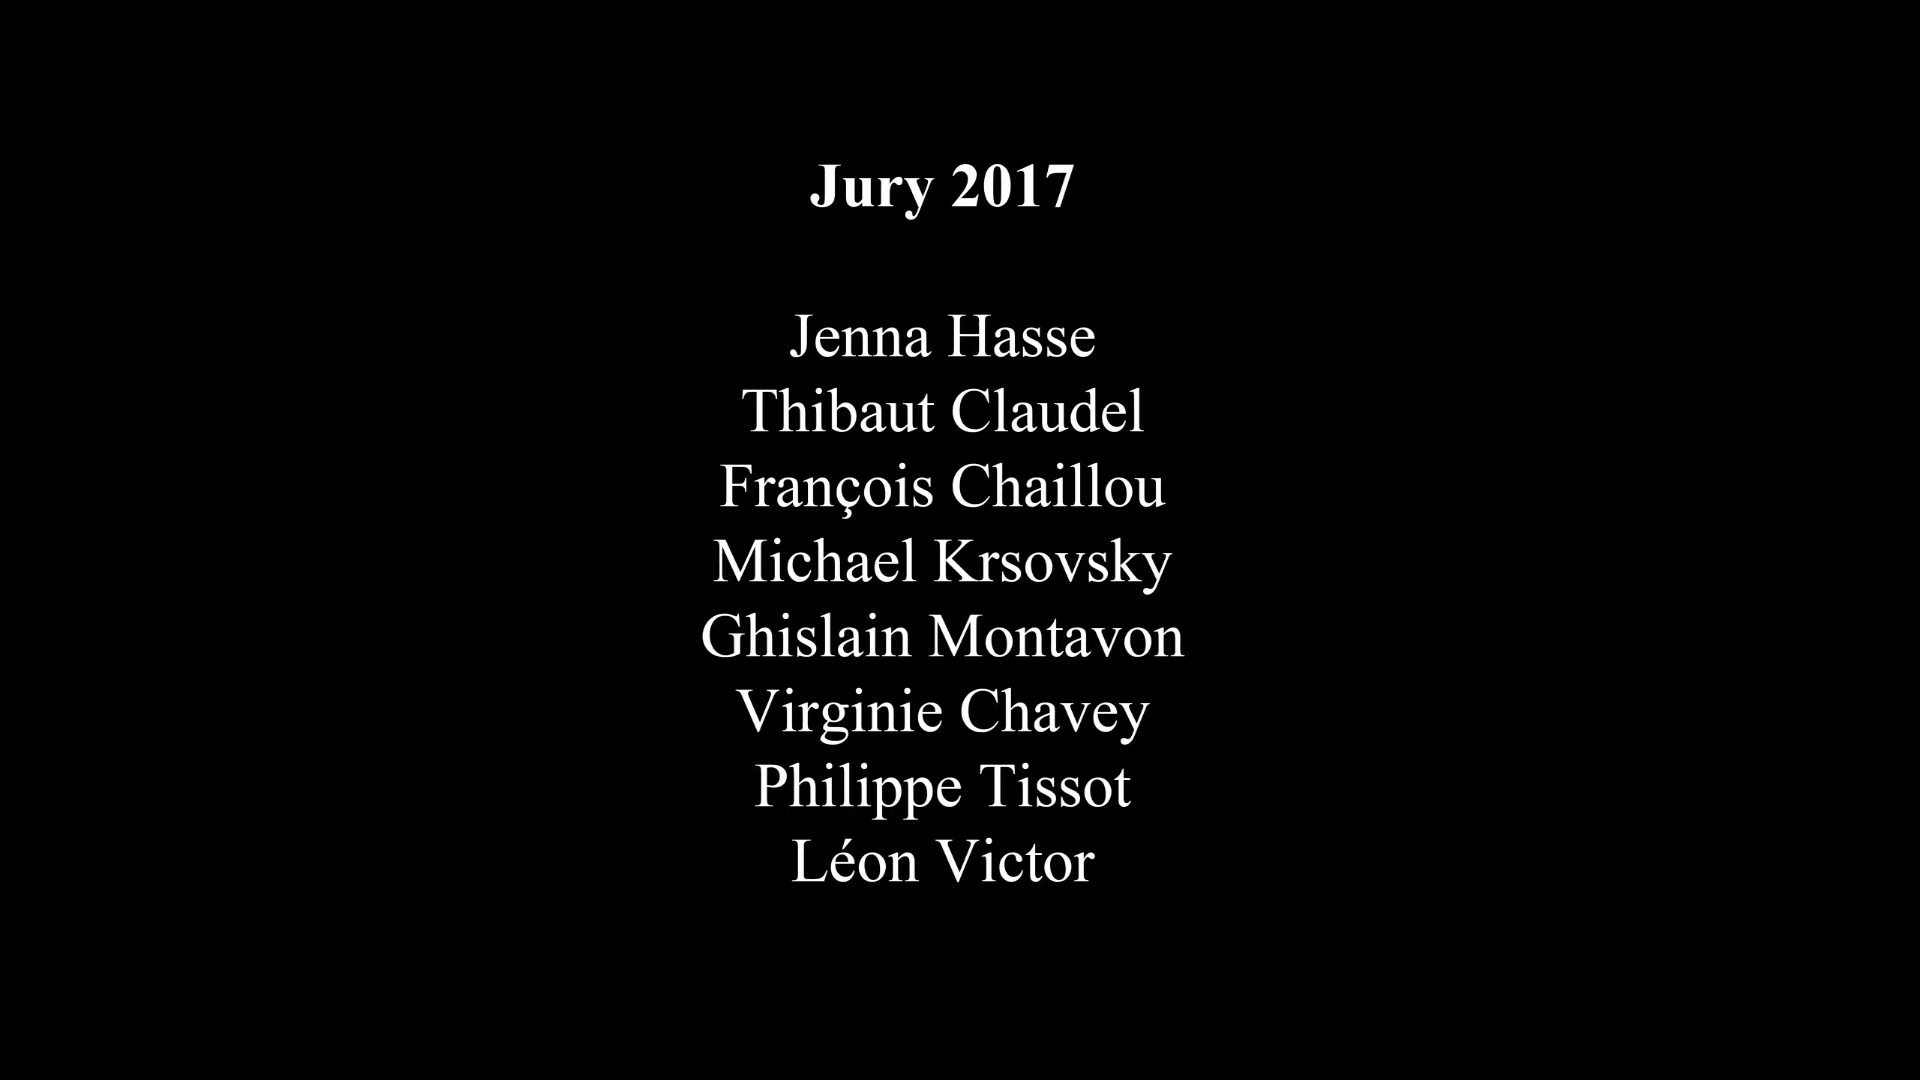 Jury 2017
Jenna Hasse
Thibaut Claudel
François Chaillou
Michael Krsovsky
Ghislain Montavon
Virginie Chavey
Philippe Tissot
Léon Victor